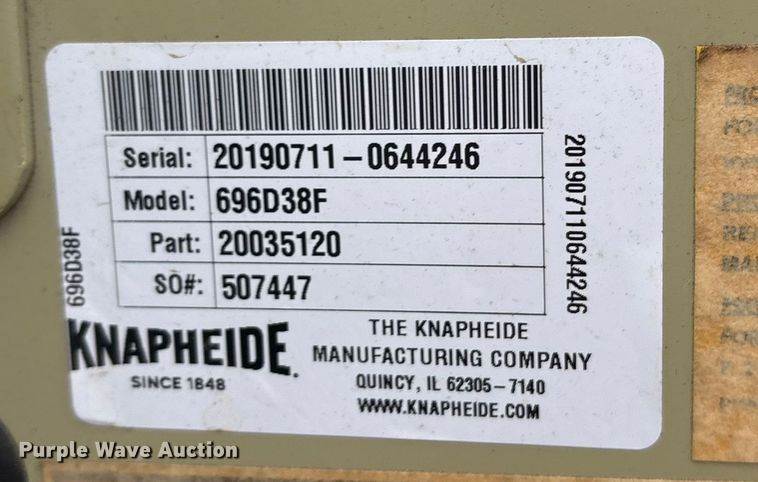 Serial: 20190711-0644246
Model: 696D38F
Part: 20035120
SO#: 507447
696D38F
201907110644246
KNAPHEIDE.
SINCE 1848
THE KNAPHEIDE
MANUFACTURING COMPANY
QUINCY, IL 62305-7140
WWW.KNAPHEIDE.COM
Purple Wave Auction